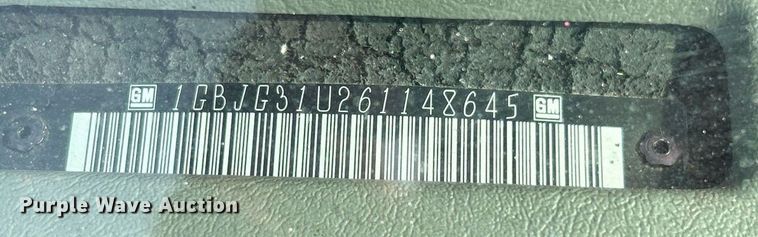 GM 1GBJG31U261148645 GM
Purple Wave Auction